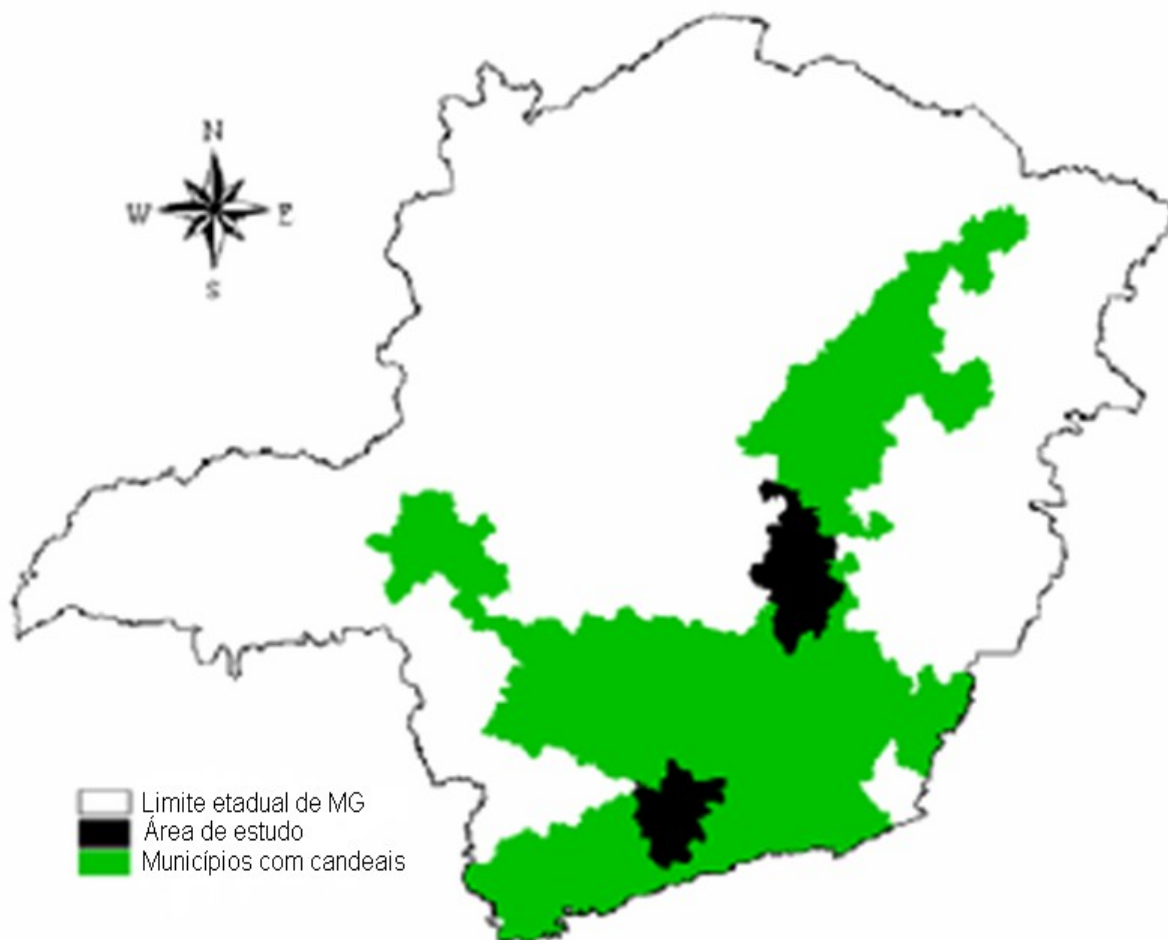 N
W E
S
Limite etadual de MG
Área de estudo
Municípios com candeais